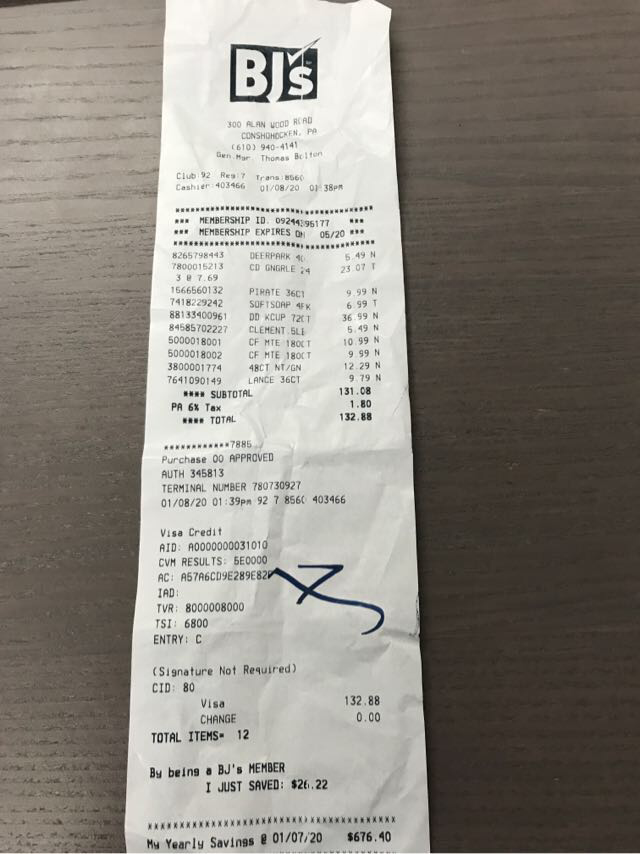 BJ's
300 ALAN WOOD ROAD
CONSHOHOCKEN, PA
(610) 940-4141
Gen.Mgr. Thomas Bolton
Club:92 Reg:7 Trans:8560
Cashier:403466 01/08/20 01:38pm
******************************************
*** MEMBERSHIP ID. 09244395177 ***
*** MEMBERSHIP EXPIRES ON 05/20 ***
******************************************
8265798443 DEERPARK 40 5.49 N
7800015213 CD GNGRLE 24 23.07 T
3 @ 7.69
1566560132 PIRATE 36CT 9.99 N
7418229242 SOFTSOAP 4PK 6.99 T
88133400961 DD KCUP 72CT 36.99 N
84585702227 CLEMENT 5LB 5.49 N
5000018001 CF MTE 180CT 10.99 N
5000018002 CF MTE 180CT 9.99 N
3800001774 48CT NT/GN 12.29 N
7641090149 LANCE 36CT 9.79 N
**** SUBTOTAL 131.08
PA 6% Tax 1.80
**** TOTAL 132.88
************7885
Purchase 00 APPROVED
AUTH 345813
TERMINAL NUMBER 780730927
01/08/20 01:39pm 92 7 8560 403466
Visa Credit
AID: A0000000031010
CVM RESULTS: 5E0000
AC: A57A6CD9E289E82
IAD:
TVR: 8000008000
TSI: 6800
ENTRY: C
(Signature Not Required)
CID: 80
Visa 132.88
CHANGE 0.00
TOTAL ITEMS= 12
By being a BJ's MEMBER
I JUST SAVED: $26.22
xxxxxxxxxxxxxxxxxxxxxxxxxxxxxxxxxxxxxxxxxx
My Yearly Savings @ 01/07/20 $676.40